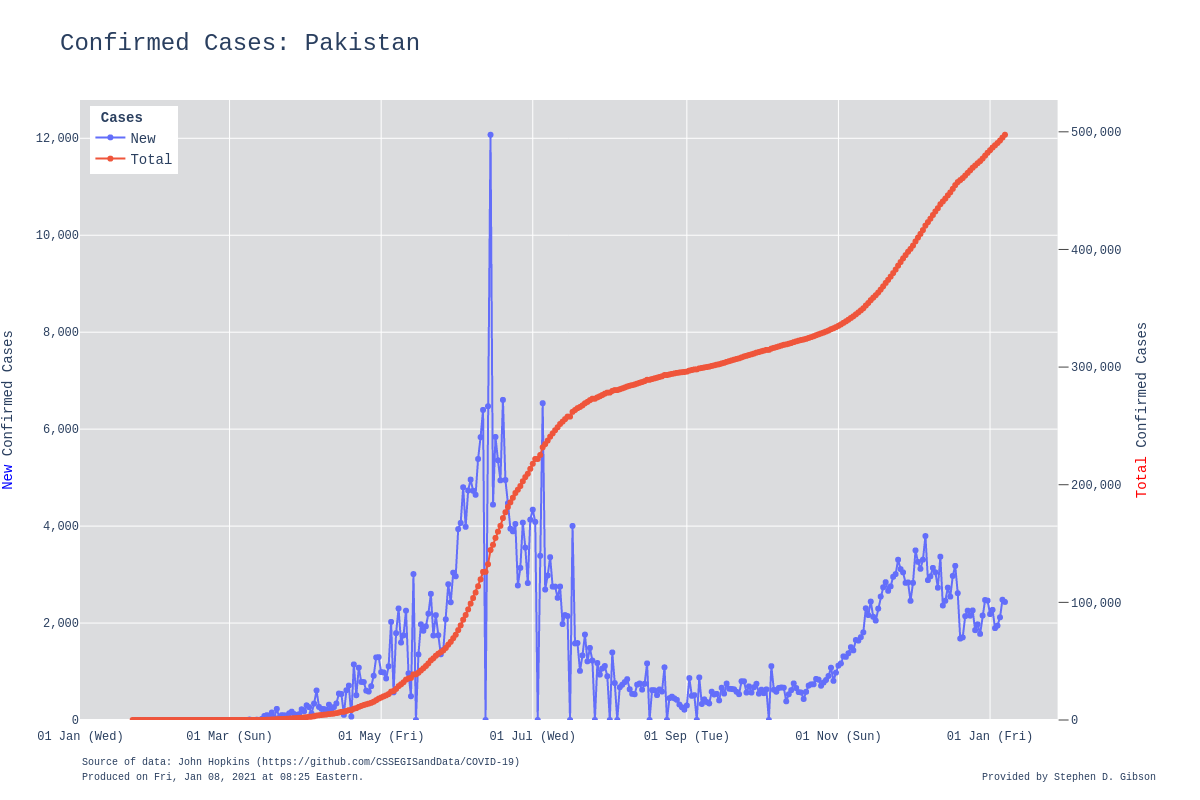 Confirmed Cases: Pakistan
Cases
New
Total
12,000
10,000
8,000
6,000
4,000
2,000
0
500,000
400,000
300,000
200,000
100,000
0
New Confirmed Cases
Total Confirmed Cases
01 Jan (Wed)
01 Mar (Sun)
01 May (Fri)
01 Jul (Wed)
01 Sep (Tue)
01 Nov (Sun)
01 Jan (Fri)
Source of data: John Hopkins (https://github.com/CSSEGISandData/COVID-19)
Produced on Fri, Jan 08, 2021 at 08:25 Eastern.
Provided by Stephen D. Gibson